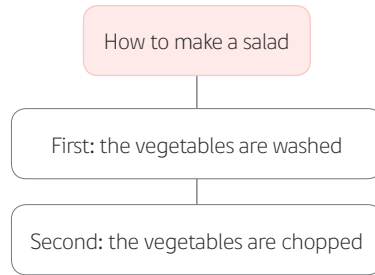 How to make a salad
First: the vegetables are washed
Second: the vegetables are chopped